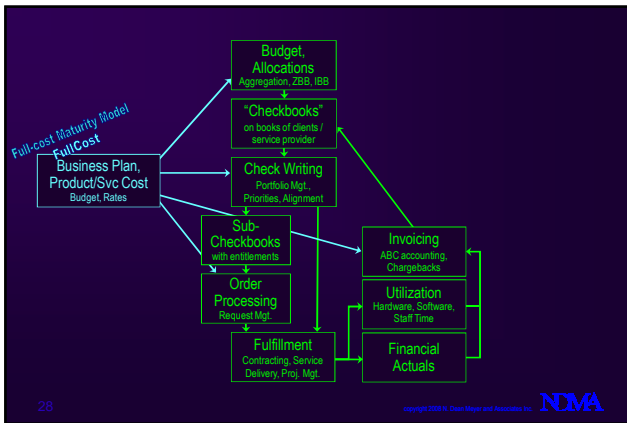 Budget,
Allocations
Aggregation, ZBB, IBB
"Checkbooks"
on books of clients /
service provider
Full-cost Maturity Model
FullCost
Business Plan,
Product/Svc Cost
Budget, Rates
Check Writing
Portfolio Mgt.,
Priorities, Alignment
Sub-
Checkbooks
with entitlements
Invoicing
ABC accounting,
Chargebacks
Order
Processing
Request Mgt.
Utilization
Hardware, Software,
Staff Time
Fulfillment
Contracting, Service
Delivery, Proj. Mgt.
Financial
Actuals
28
NDMA